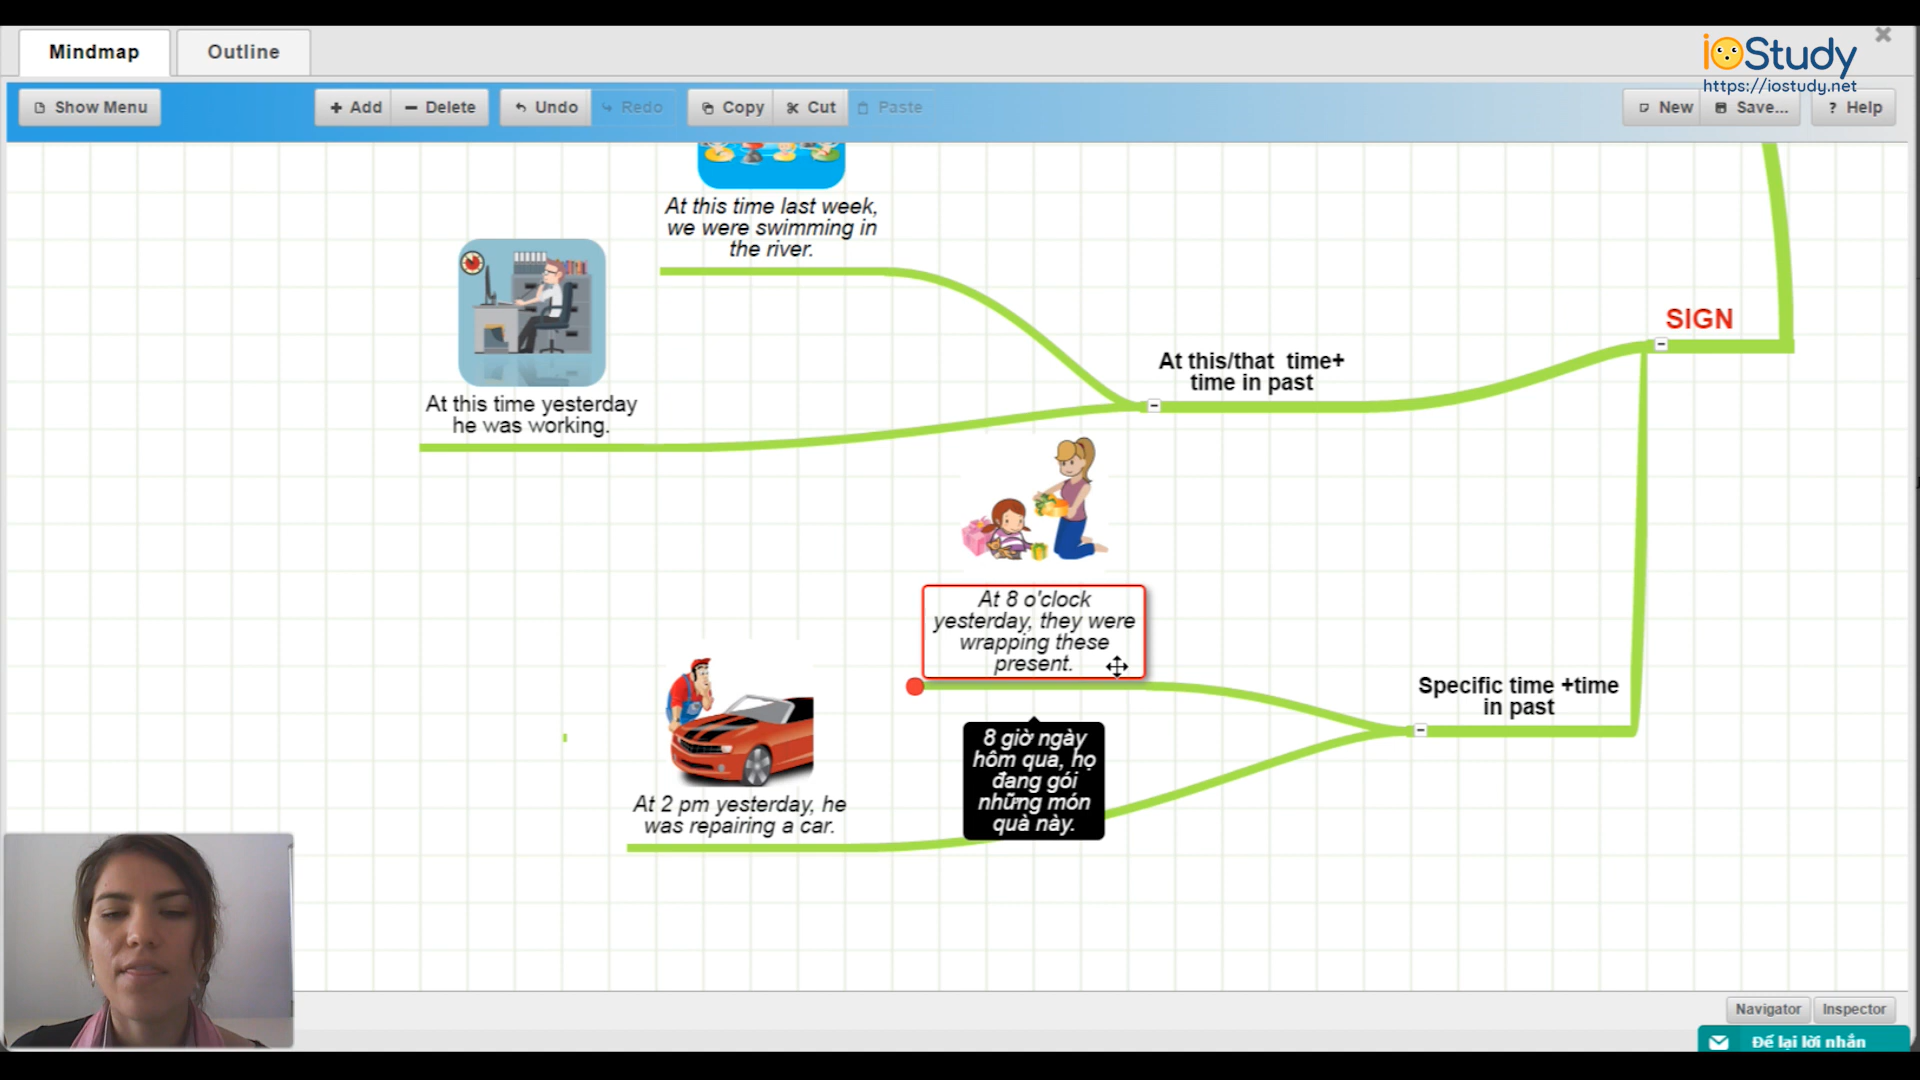 Mindmap
Outline
iOStudy
https://iostudy.net
Show Menu
Add
Delete
Undo
Redo
Copy
Cut
Paste
New
Save...
? Help
At this time last week,
we were swimming in
the river.
At this time yesterday
he was working.
SIGN
At this/that time+
time in past
At 8 o'clock
yesterday, they were
wrapping these
present.
8 giờ ngày
hôm qua, họ
đang gói
những món
quà này.
Specific time +time
in past
At 2 pm yesterday, he
was repairing a car.
Navigator
Inspector
Để lại lời nhắn